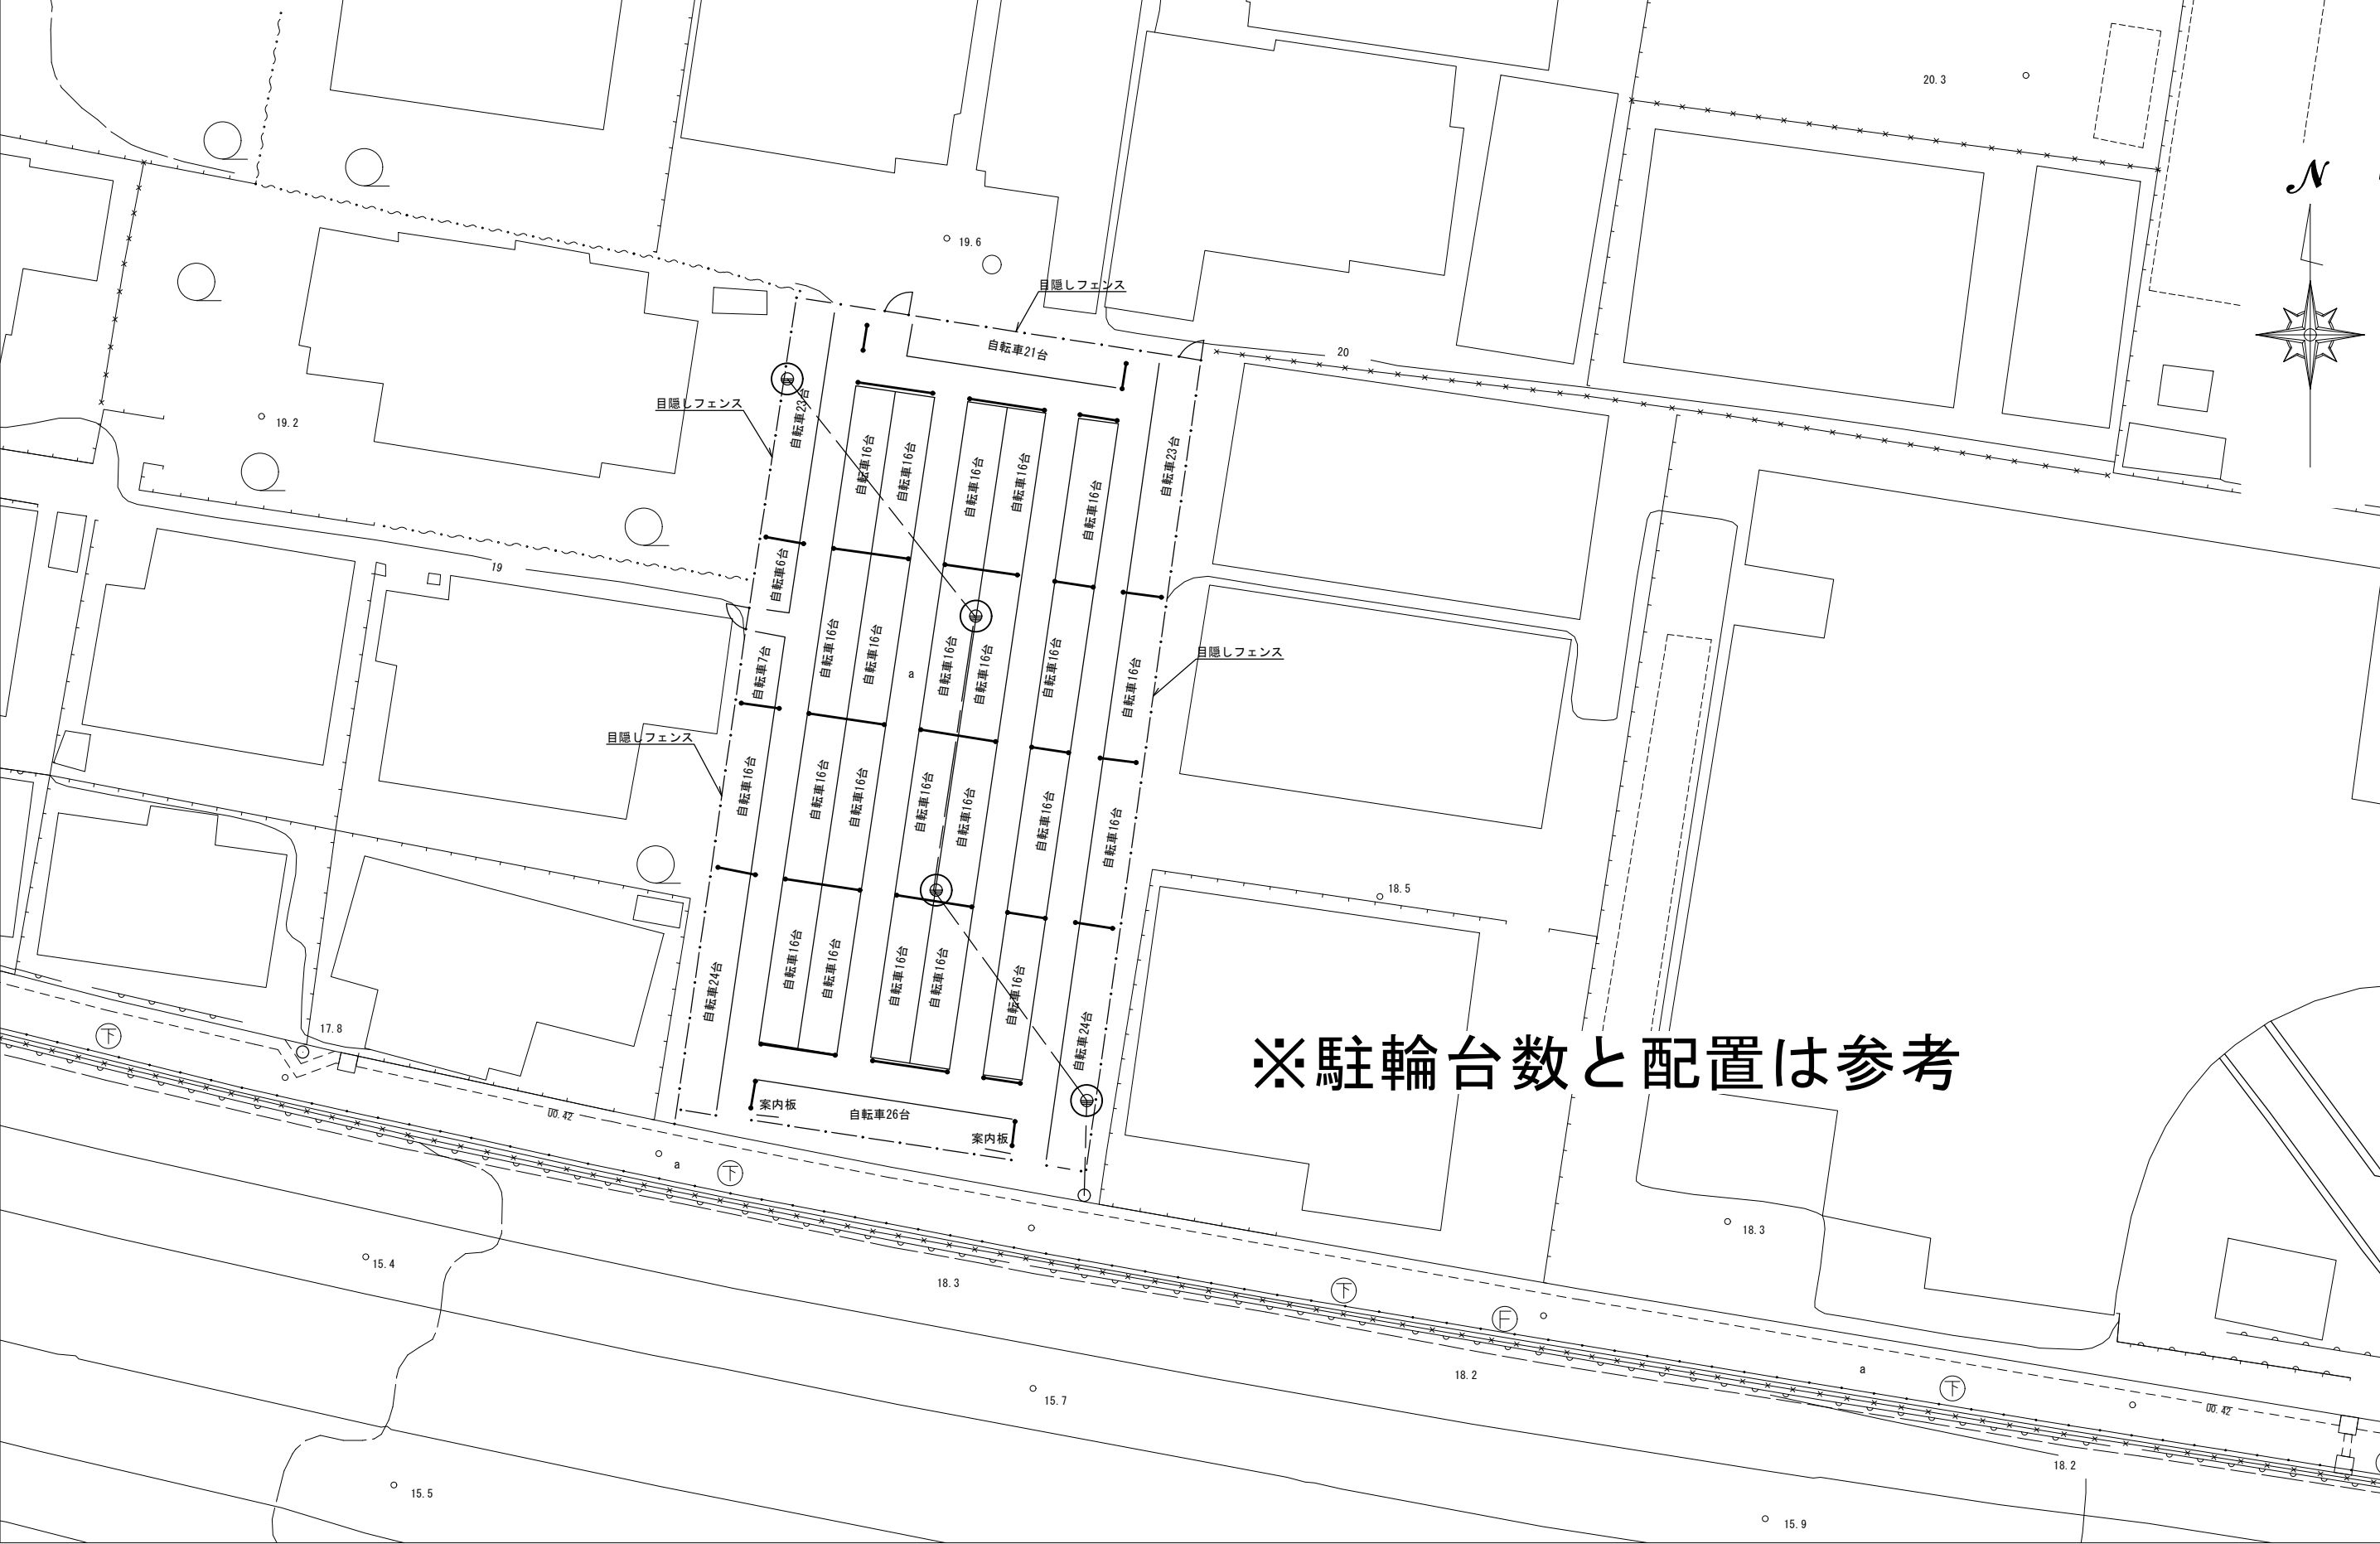 20.3
N
19.6
目隠しフェンス
自転車21台
20
目隠しフェンス
19.2
自転車23台
自転車16台
自転車16台
自転車16台
自転車16台
自転車16台
自転車23台
19
自転車6台
自転車7台
自転車16台
自転車16台
a
自転車16台
自転車16台
自転車16台
自転車16台
目隠しフェンス
目隠しフェンス
自転車16台
自転車16台
自転車16台
自転車16台
自転車16台
自転車16台
自転車16台
18.5
自転車24台
自転車16台
自転車16台
自転車16台
自転車16台
自転車16台
自転車24台
※駐輪台数と配置は参考
17.8
下
00.42
案内板
自転車26台
案内板
a
下
18.3
15.4
18.3
下
F
18.2
a
下
15.7
00.42
18.2
15.5
15.9